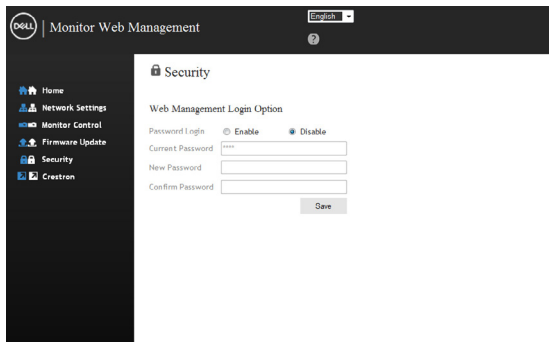 DELL | Monitor Web Management
English
?
Home
Network Settings
Monitor Control
Firmware Update
Security
Crestron
Security
Web Management Login Option
Password Login Enable Disable
Current Password ****
New Password
Confirm Password
Save